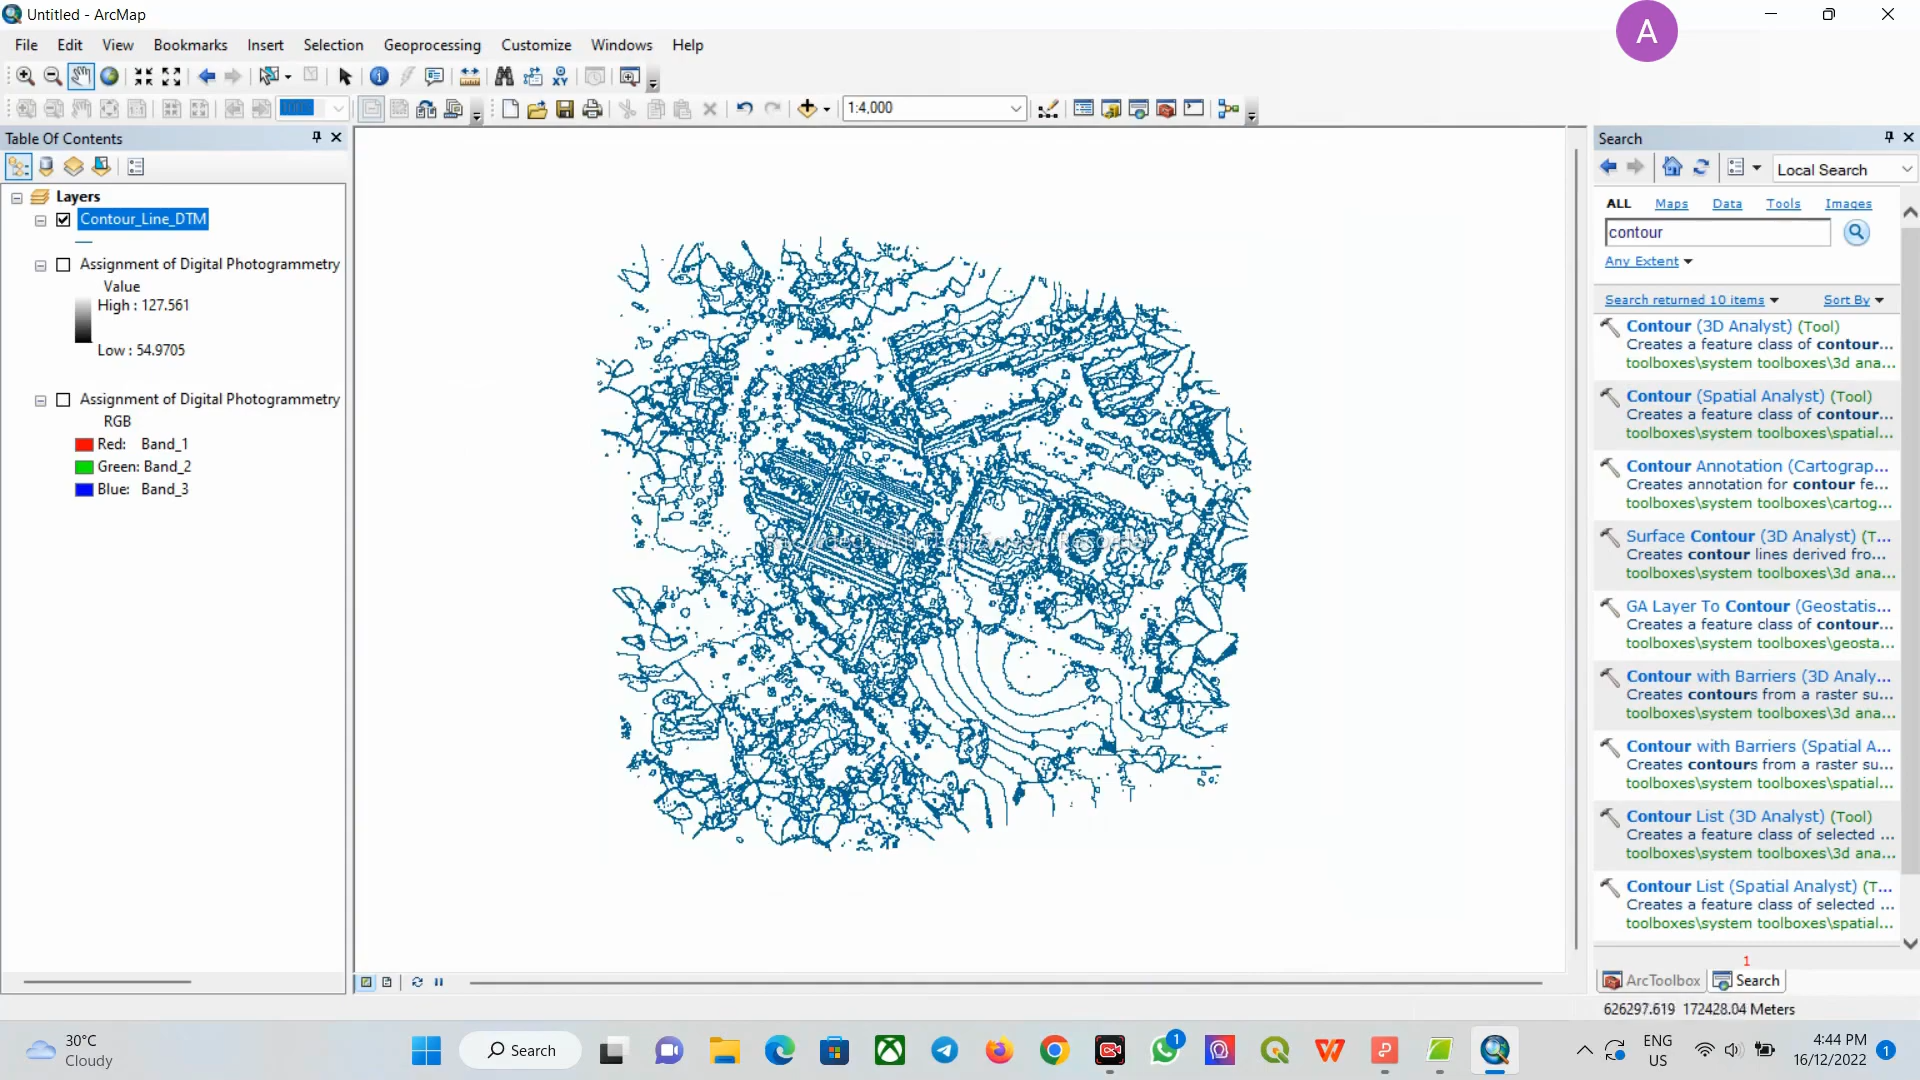 Untitled - ArcMap
A
File Edit View Bookmarks Insert Selection Geoprocessing Customize Windows Help
XY
1:4,000
Table Of Contents
Layers
Contour_Line_DTM
Assignment of Digital Photogrammetry
Value
High : 127.561
Low : 54.9705
Assignment of Digital Photogrammetry
RGB
Red: Band_1
Green: Band_2
Blue: Band_3
Search
Local Search
ALL Maps Data Tools Images
contour
Any Extent
Search returned 10 items Sort By
Contour (3D Analyst) (Tool)
Creates a feature class of contour...
toolboxes\system toolboxes\3d ana...
Contour (Spatial Analyst) (Tool)
Creates a feature class of contour...
toolboxes\system toolboxes\spatial...
Contour Annotation (Cartograp...
Creates annotation for contour fe...
toolboxes\system toolboxes\cartog...
Surface Contour (3D Analyst) (T...
Creates contour lines derived fro...
toolboxes\system toolboxes\3d ana...
GA Layer To Contour (Geostatis...
Creates a feature class of contour...
toolboxes\system toolboxes\geosta...
Contour with Barriers (3D Analy...
Creates contours from a raster su...
toolboxes\system toolboxes\3d ana...
Contour with Barriers (Spatial A...
Creates contours from a raster su...
toolboxes\system toolboxes\spatial...
Contour List (3D Analyst) (Tool)
Creates a feature class of selected ...
toolboxes\system toolboxes\3d ana...
Contour List (Spatial Analyst) (T...
Creates a feature class of selected ...
toolboxes\system toolboxes\spatial...
1
ArcToolbox Search
626297.619 172428.04 Meters
30°C
Cloudy
Search
1
ENG
US
4:44 PM
16/12/2022
1